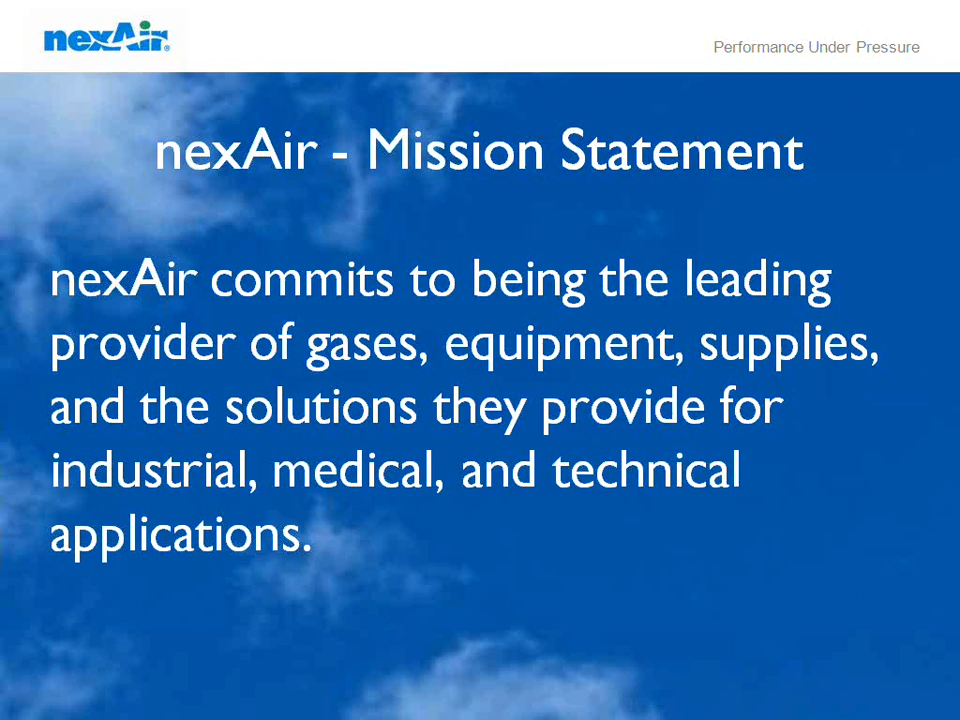 nexAir®
Performance Under Pressure
nexAir - Mission Statement
nexAir commits to being the leading
provider of gases, equipment, supplies,
and the solutions they provide for
industrial, medical, and technical
applications.